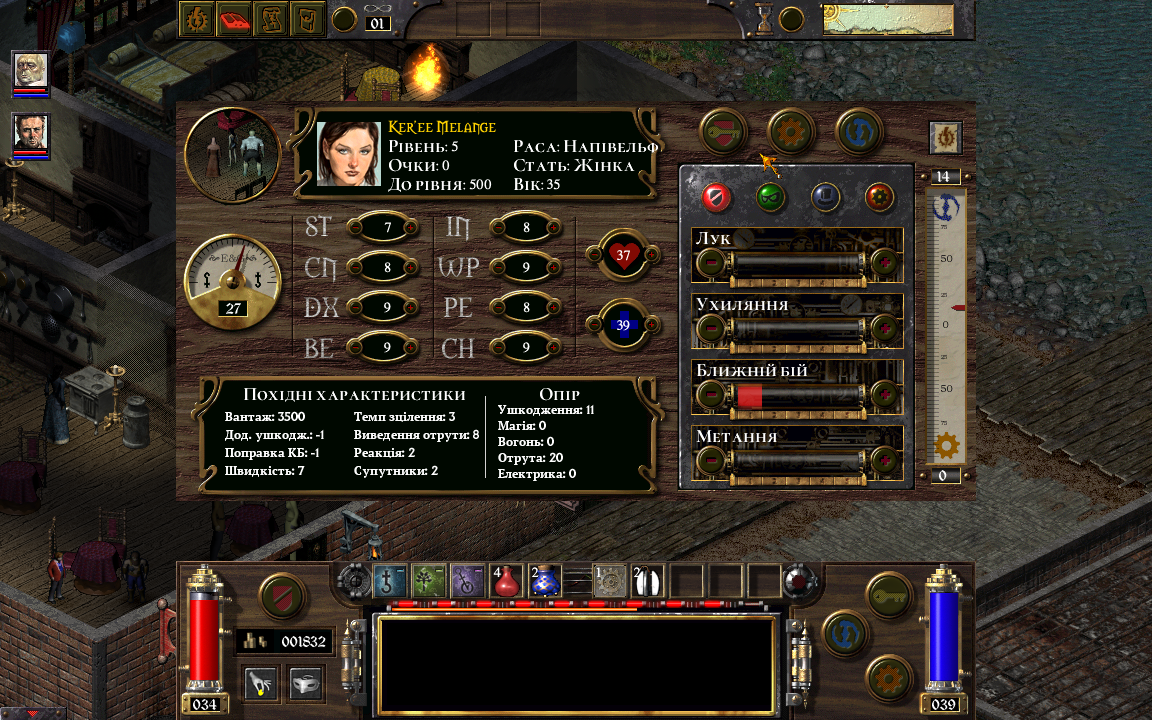 01
Ker'ee Melange
Рівень: 5
Раса: Напівельф
Очки: 0
Стать: Жінка
До рівня: 500
Вік: 35
14
ST 7
IN 8
CN 8
WP 9
DX 9
PE 8
BE 9
CH 9
37
39
E&G
27
Лук
Ухиляння
Ближній бій
Метання
75
50
25
0
25
50
75
0
Похідні характеристики
Вантаж: 3500
Темп зцілення: 3
Дод. ушкодж.: -1
Виведення отрути: 8
Поправка КБ: -1
Реакція: 2
Швидкість: 7
Супутники: 2
Опір
Ушкодження: 11
Магія: 0
Вогонь: 0
Отрута: 20
Електрика: 0
4
2
1
2
001832
034
039